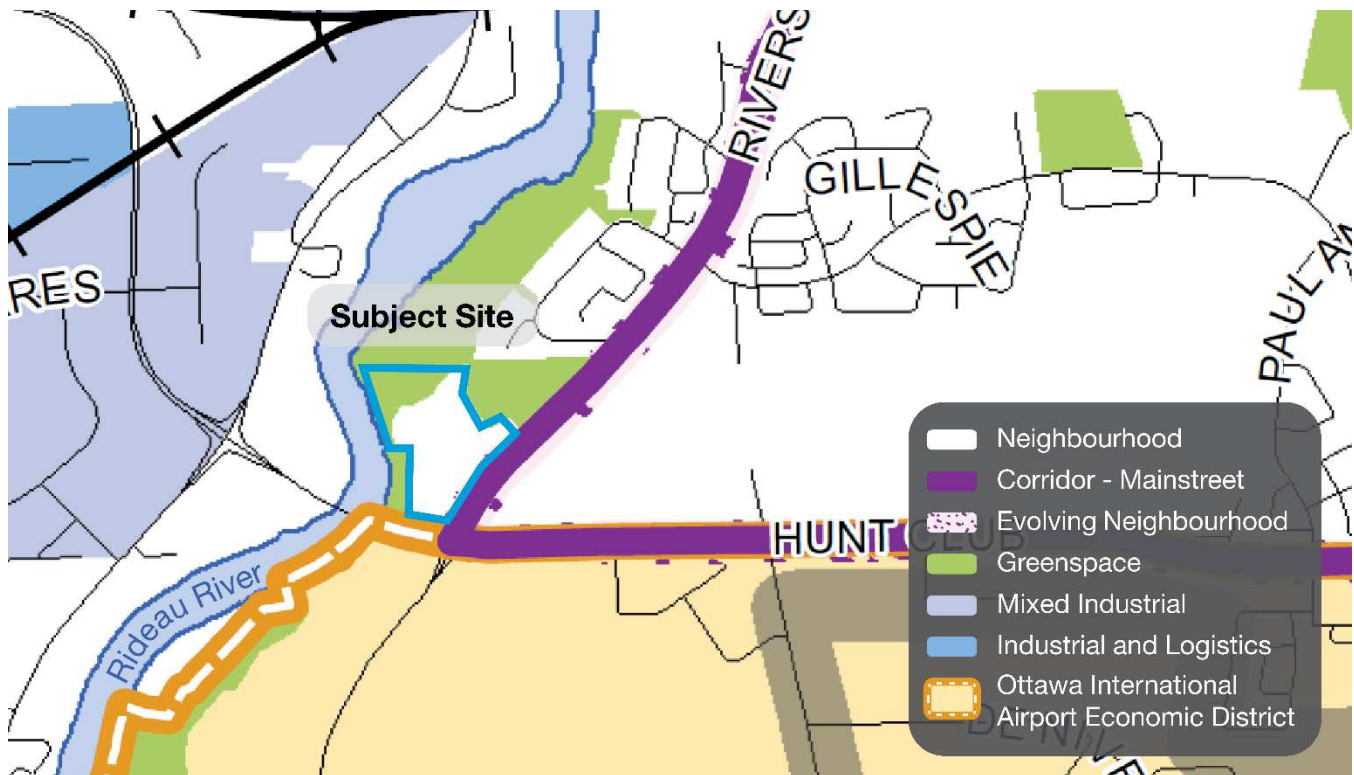 RIVERS
GILLESPIE
RES
Subject Site
PAUL
HUNT CLUB
Rideau River
Neighbourhood
Corridor - Mainstreet
Evolving Neighbourhood
Greenspace
Mixed Industrial
Industrial and Logistics
Ottawa International
Airport Economic District